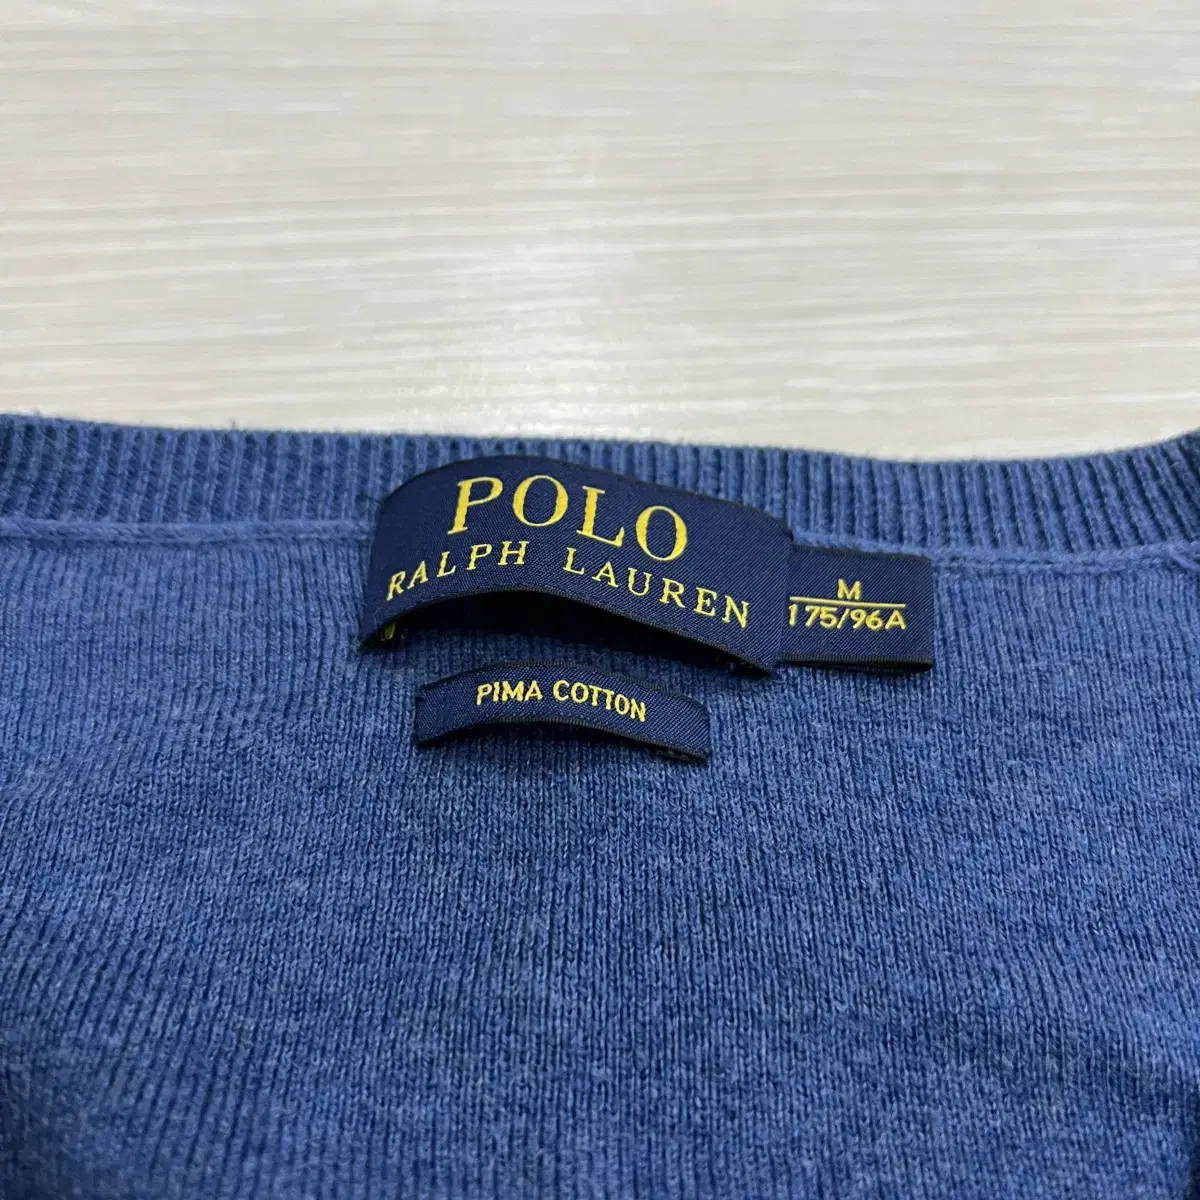 POLO
RALPH LAUREN
M
175/96A
PIMA COTTON